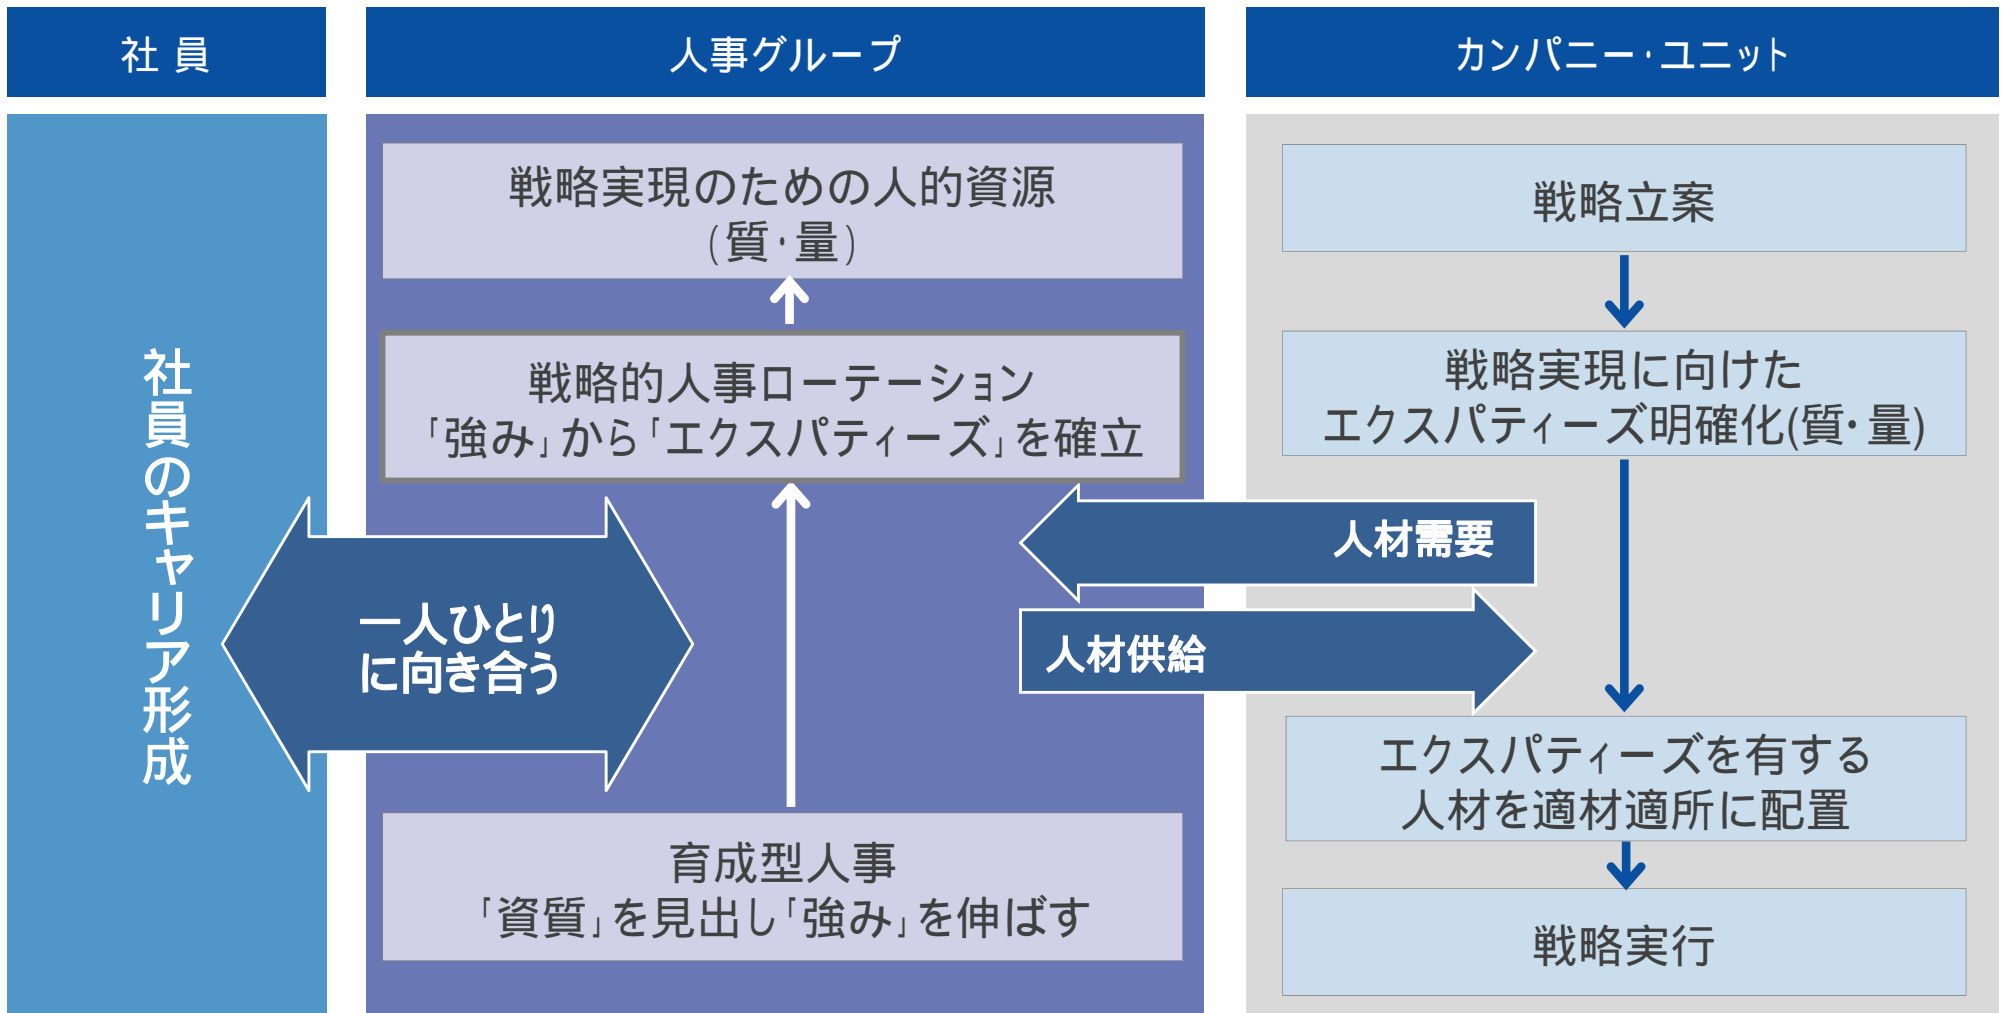 社 員
人事グループ
カンパニー・ユニット
社員のキャリア形成
戦略実現のための人的資源
(質・量)
戦略的人事ローテーション
「強み」から「エクスパティーズ」を確立
一人ひとり
に向き合う
育成型人事
「資質」を見出し「強み」を伸ばす
人材需要
人材供給
戦略立案
戦略実現に向けた
エクスパティーズ明確化(質・量)
エクスパティーズを有する
人材を適材適所に配置
戦略実行